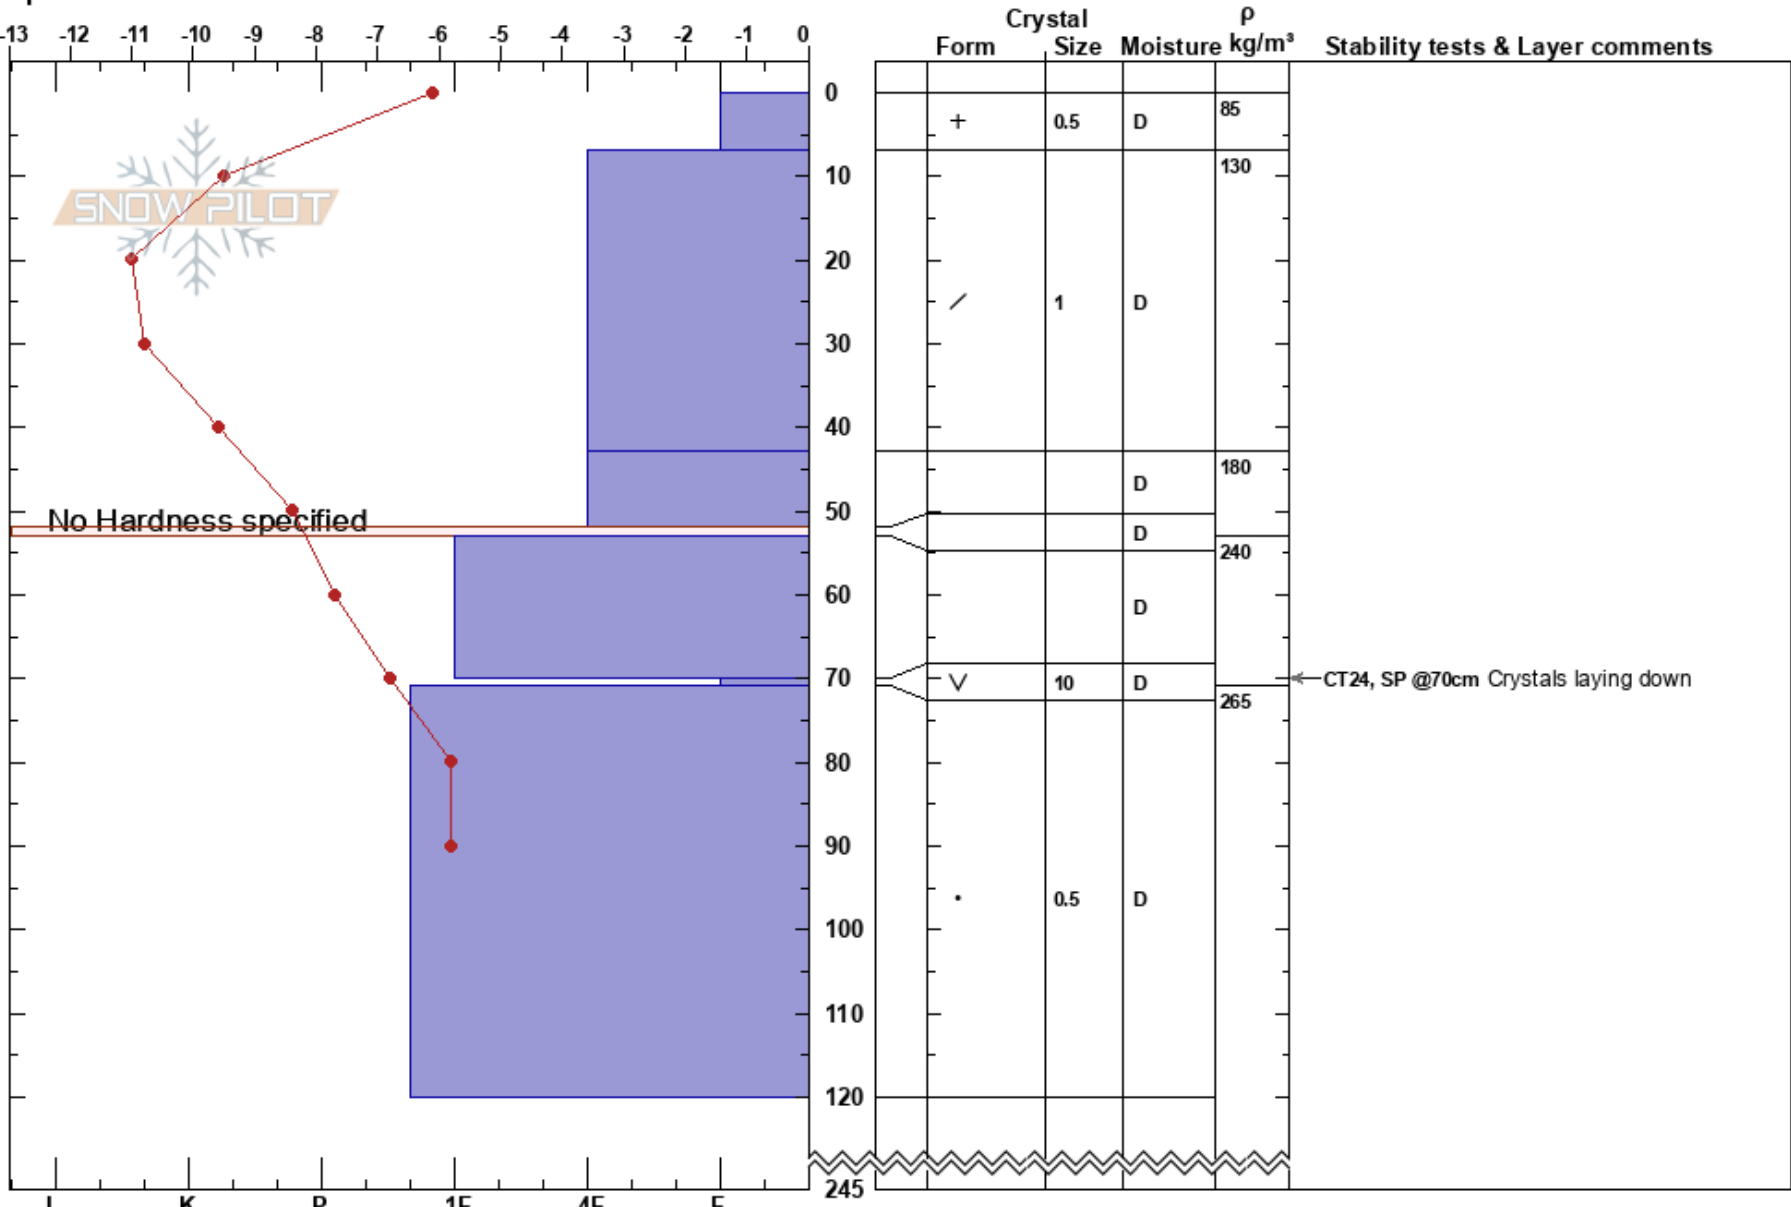 Crystal ρ
-13 -12 -11 -10 -9 -8 -7 -6 -5 -4 -3 -2 -1 0
Form Size Moisture kg/m³ Stability tests & Layer comments
0
85
+ 0.5 D
SNOW PILOT
130
10
20
/ 1 D
30
40
180
D
50
No Hardness specified
D
240
60
D
70
V 10 D
CT24, SP @70cm Crystals laying down
265
80
90
• 0.5 D
100
110
120
245
I K P 1F 4F F